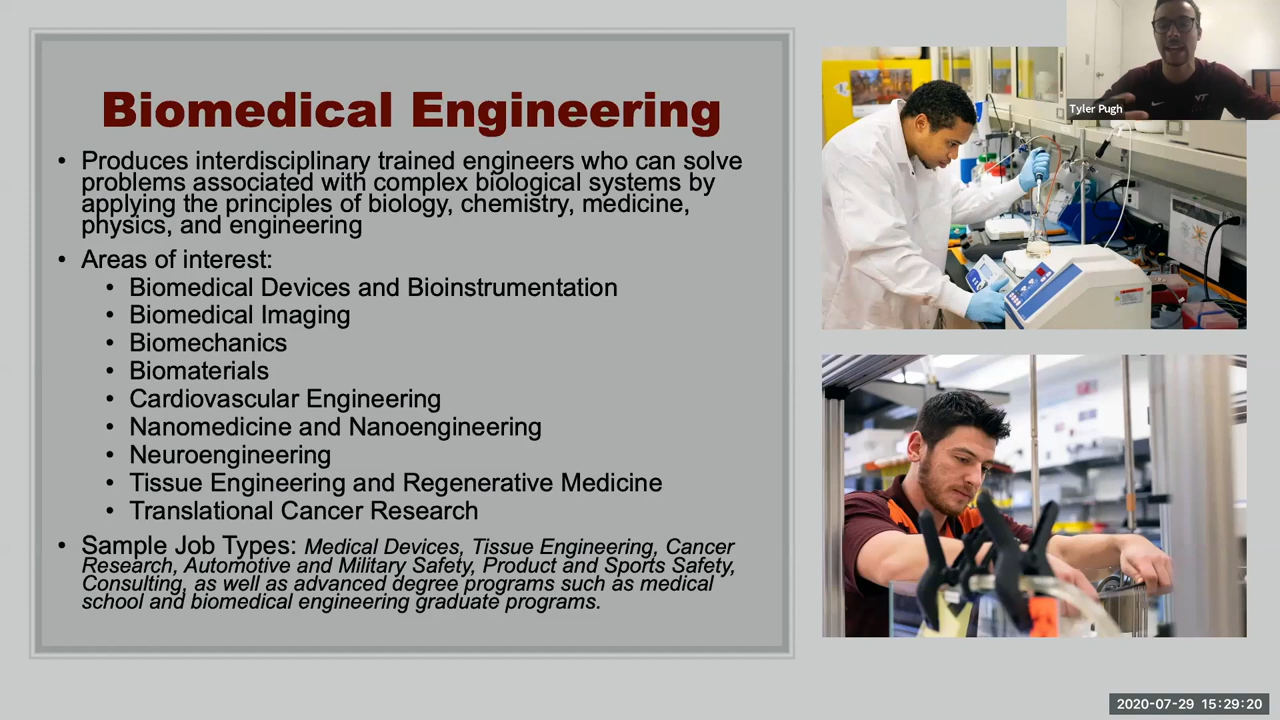 Biomedical Engineering
• Produces interdisciplinary trained engineers who can solve
problems associated with complex biological systems by
applying the principles of biology, chemistry, medicine,
physics, and engineering
• Areas of interest:
• Biomedical Devices and Bioinstrumentation
• Biomedical Imaging
• Biomechanics
• Biomaterials
• Cardiovascular Engineering
• Nanomedicine and Nanoengineering
• Neuroengineering
• Tissue Engineering and Regenerative Medicine
• Translational Cancer Research
• Sample Job Types: Medical Devices, Tissue Engineering, Cancer
Research, Automotive and Military Safety, Product and Sports Safety,
Consulting, as well as advanced degree programs such as medical
school and biomedical engineering graduate programs.
VT
Tyler Pugh
2020-07-29 15:29:20